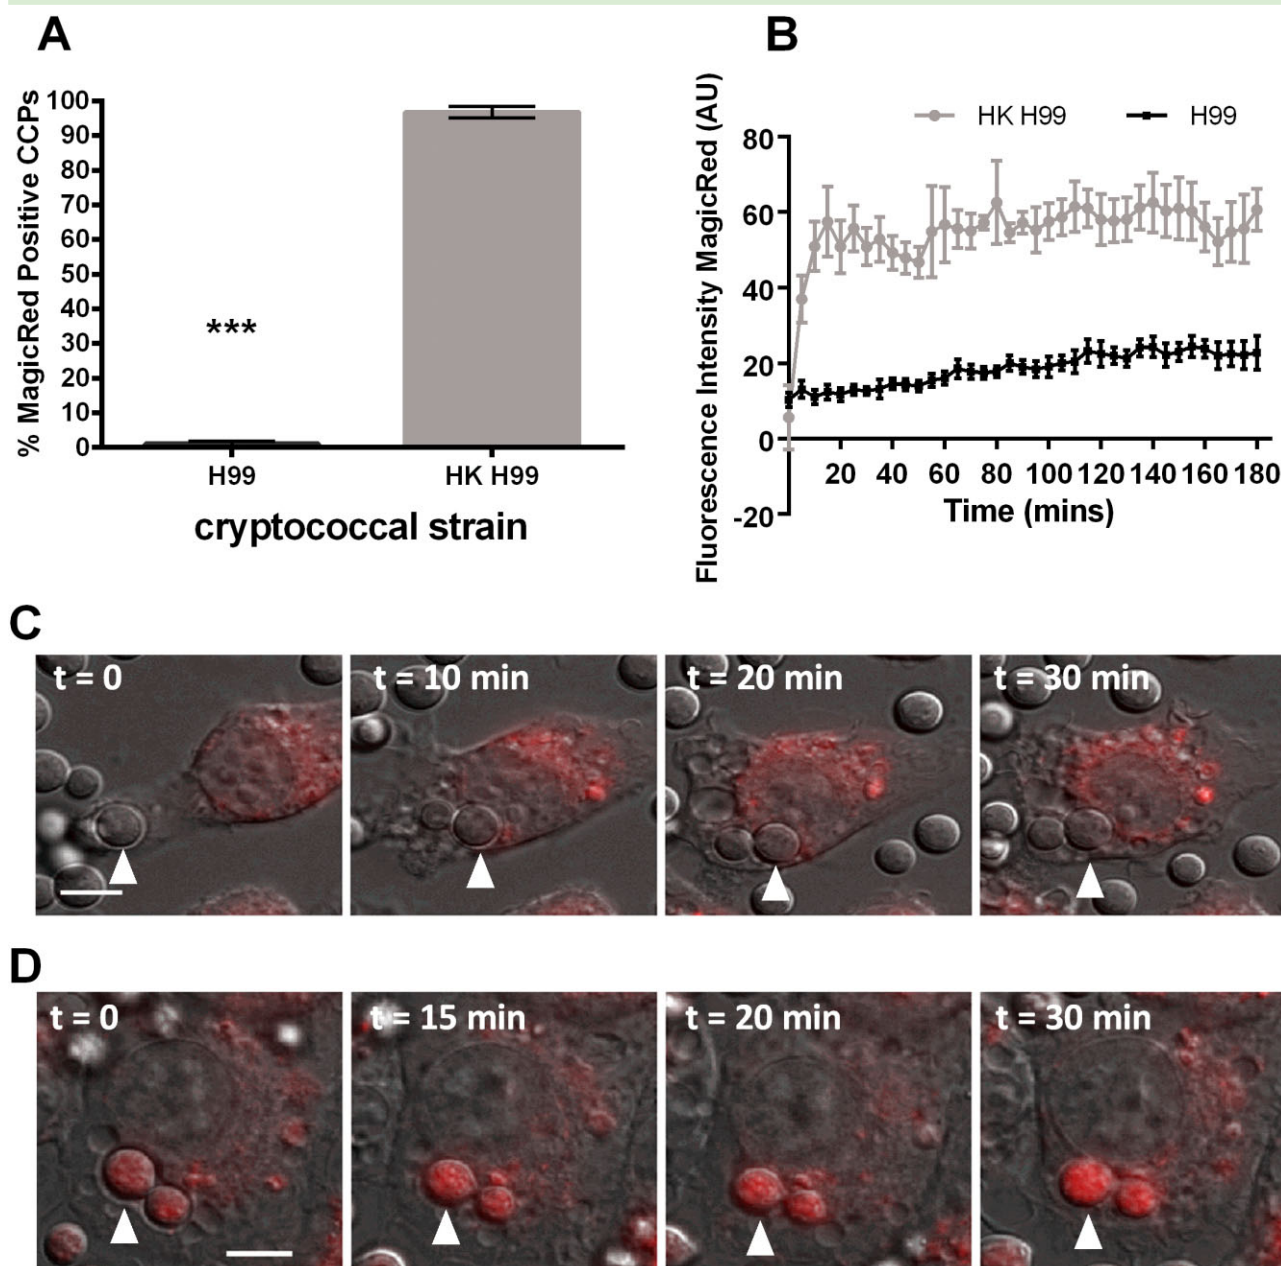 A
% MagicRed Positive CCPs
100
90
80
70
60
50
40
30
20
10
0
***
H99
HK H99
cryptococcal strain
B
Fluorescence Intensity MagicRed (AU)
HK H99
H99
80
60
40
20
0
-20
20 40 60 80 100 120 140 160 180
Time (mins)
C
t = 0
t = 10 min
t = 20 min
t = 30 min
D
t = 0
t = 15 min
t = 20 min
t = 30 min